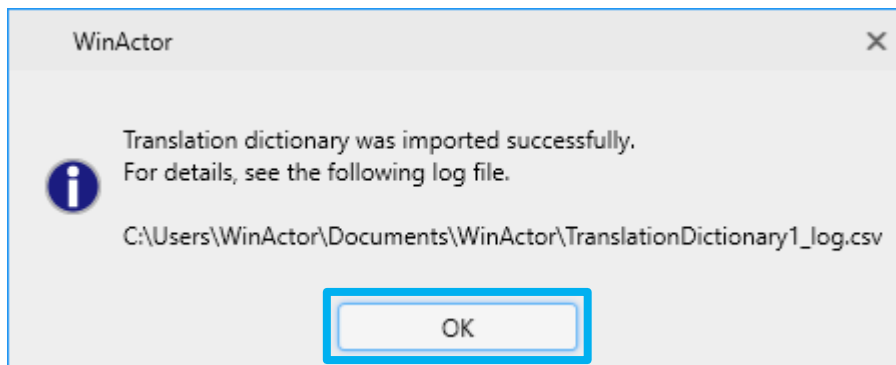 WinActor
Translation dictionary was imported successfully.
For details, see the following log file.
C:\Users\WinActor\Documents\WinActor\TranslationDictionary1_log.csv
OK